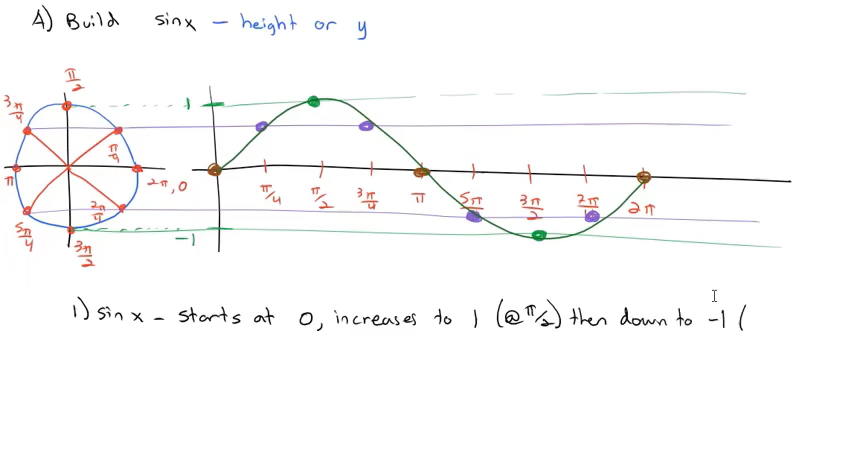 A) Build sinx – height or y
π/2
3π/4
1
π/4
π
2π, 0
π/4
π/2
3π/4
π
5π/4
3π/2
7π/4
2π
7π/4
5π/4
3π/2
-1
1) sin x – starts at 0, increases to 1 (@ π/2) then down to -1 (